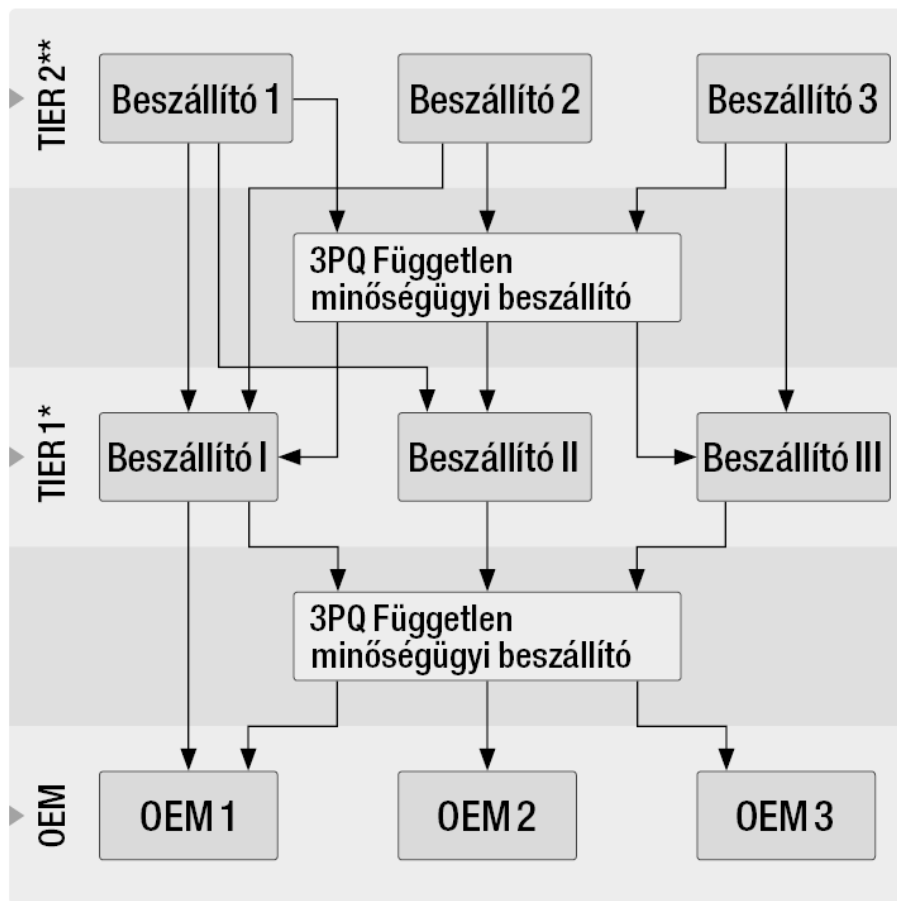 TIER 2**
Beszállító 1
Beszállító 2
Beszállító 3
3PQ Független
minőségügyi beszállító
TIER 1*
Beszállító I
Beszállító II
Beszállító III
3PQ Független
minőségügyi beszállító
OEM
OEM 1
OEM 2
OEM 3